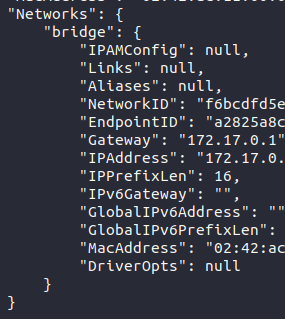 "Networks": {
"bridge": {
"IPAMConfig": null,
"Links": null,
"Aliases": null,
"NetworkID": "f6bcdfd5e
"EndpointID": "a2825a8c
"Gateway": "172.17.0.1"
"IPAddress": "172.17.0.
"IPPrefixLen": 16,
"IPv6Gateway": "",
"GlobalIPv6Address": ""
"GlobalIPv6PrefixLen":
"MacAddress": "02:42:ac
"DriverOpts": null
}
}